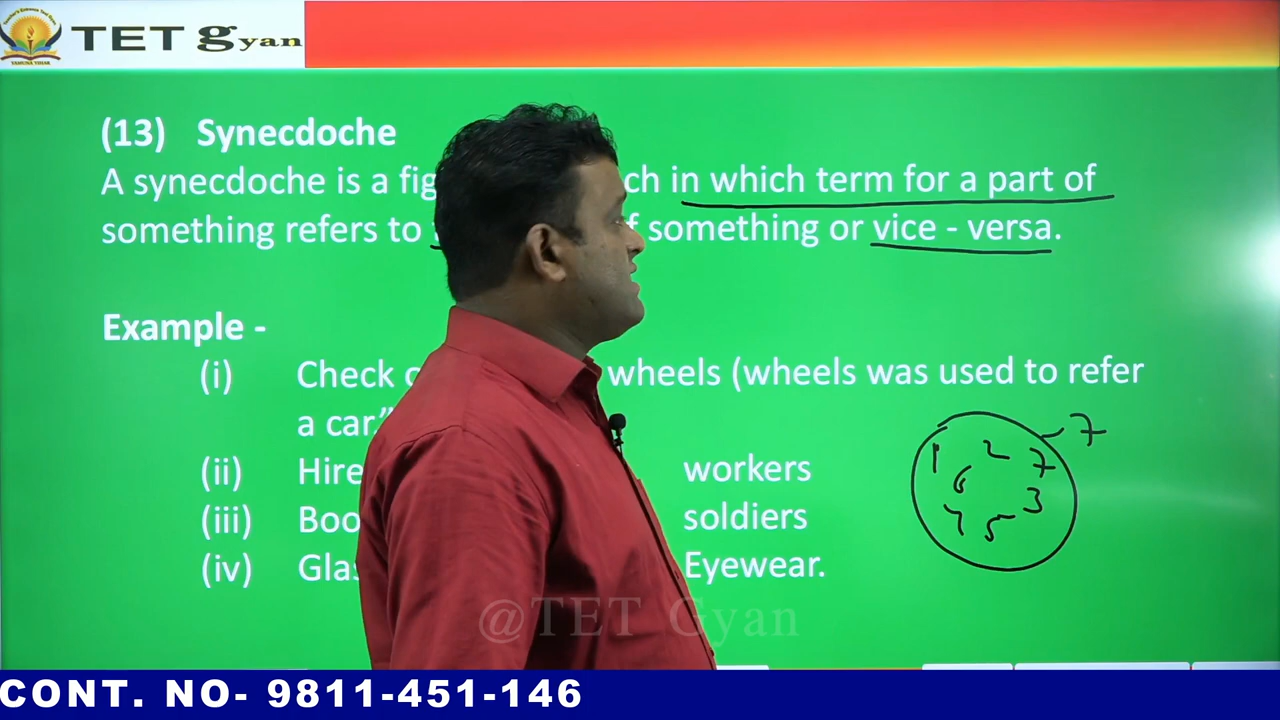 TET gyan
(13) Synecdoche
A synecdoche is a fig ch in which term for a part of
something refers to f something or vice - versa.
Example -
(i) Check wheels (wheels was used to refer
a car.”
(ii) Hire workers
(iii) Boo soldiers
(iv) Glas Eyewear.
7
1 2 7
6 3
4 5
@TET Gyan
CONT. NO- 9811-451-146